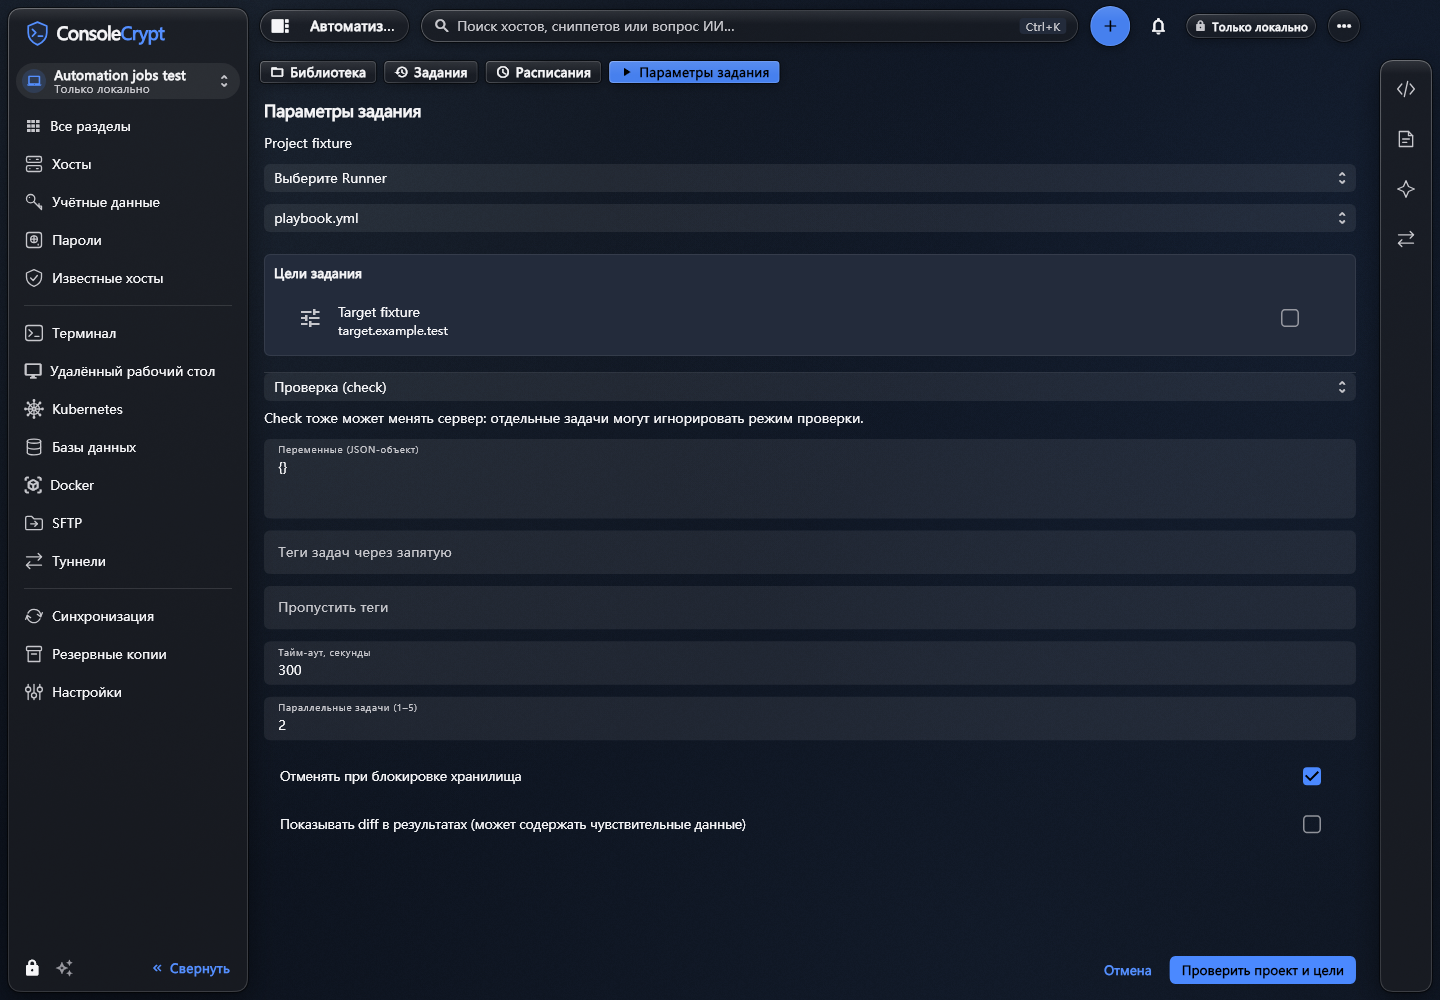 ConsoleCrypt
Automation jobs test
Только локально
Все разделы
Хосты
Учётные данные
Пароли
Известные хосты
Терминал
Удалённый рабочий стол
Kubernetes
Базы данных
Docker
SFTP
Туннели
Синхронизация
Резервные копии
Настройки
Свернуть
Автоматиз...
Поиск хостов, сниппетов или вопрос ИИ...
Ctrl+K
Только локально
Библиотека
Задания
Расписания
Параметры задания
Параметры задания
Project fixture
Выберите Runner
playbook.yml
Цели задания
Target fixture
target.example.test
Проверка (check)
Check тоже может менять сервер: отдельные задачи могут игнорировать режим проверки.
Переменные (JSON-объект)
{}
Теги задач через запятую
Пропустить теги
Тайм-аут, секунды
300
Параллельные задачи (1–5)
2
Отменять при блокировке хранилища
Показывать diff в результатах (может содержать чувствительные данные)
Отмена
Проверить проект и цели